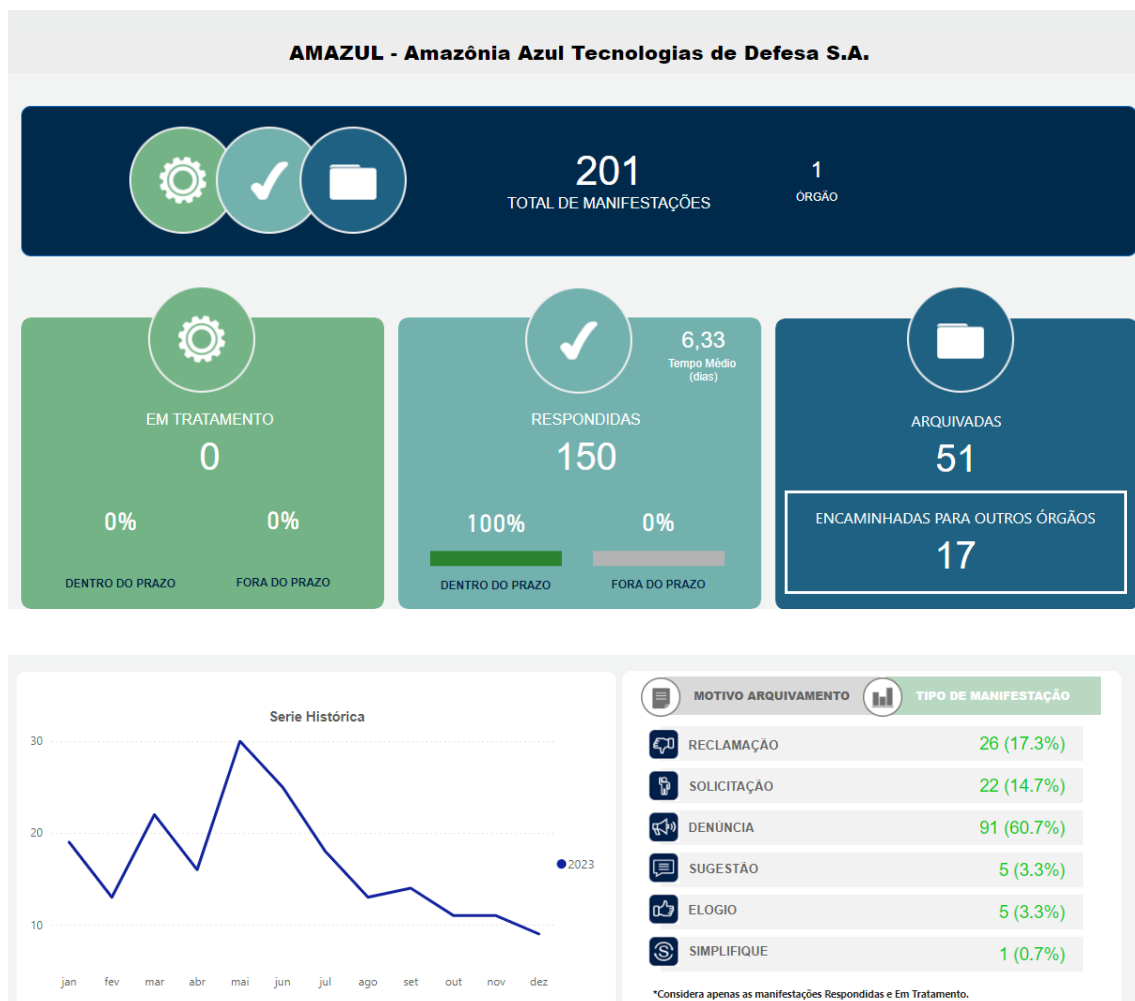 AMAZUL - Amazônia Azul Tecnologias de Defesa S.A.
201
TOTAL DE MANIFESTAÇÕES
1
ÓRGÃO
EM TRATAMENTO
0
0%
0%
DENTRO DO PRAZO
FORA DO PRAZO
6,33
Tempo Médio
(dias)
RESPONDIDAS
150
100%
0%
DENTRO DO PRAZO
FORA DO PRAZO
ARQUIVADAS
51
ENCAMINHADAS PARA OUTROS ÓRGÃOS
17
Serie Histórica
30
20
10
2023
jan fev mar abr mai jun jul ago set out nov dez
MOTIVO ARQUIVAMENTO
TIPO DE MANIFESTAÇÃO
RECLAMAÇÃO 26 (17.3%)
SOLICITAÇÃO 22 (14.7%)
DENÚNCIA 91 (60.7%)
SUGESTÃO 5 (3.3%)
ELOGIO 5 (3.3%)
SIMPLIFIQUE 1 (0.7%)
*Considera apenas as manifestações Respondidas e Em Tratamento.